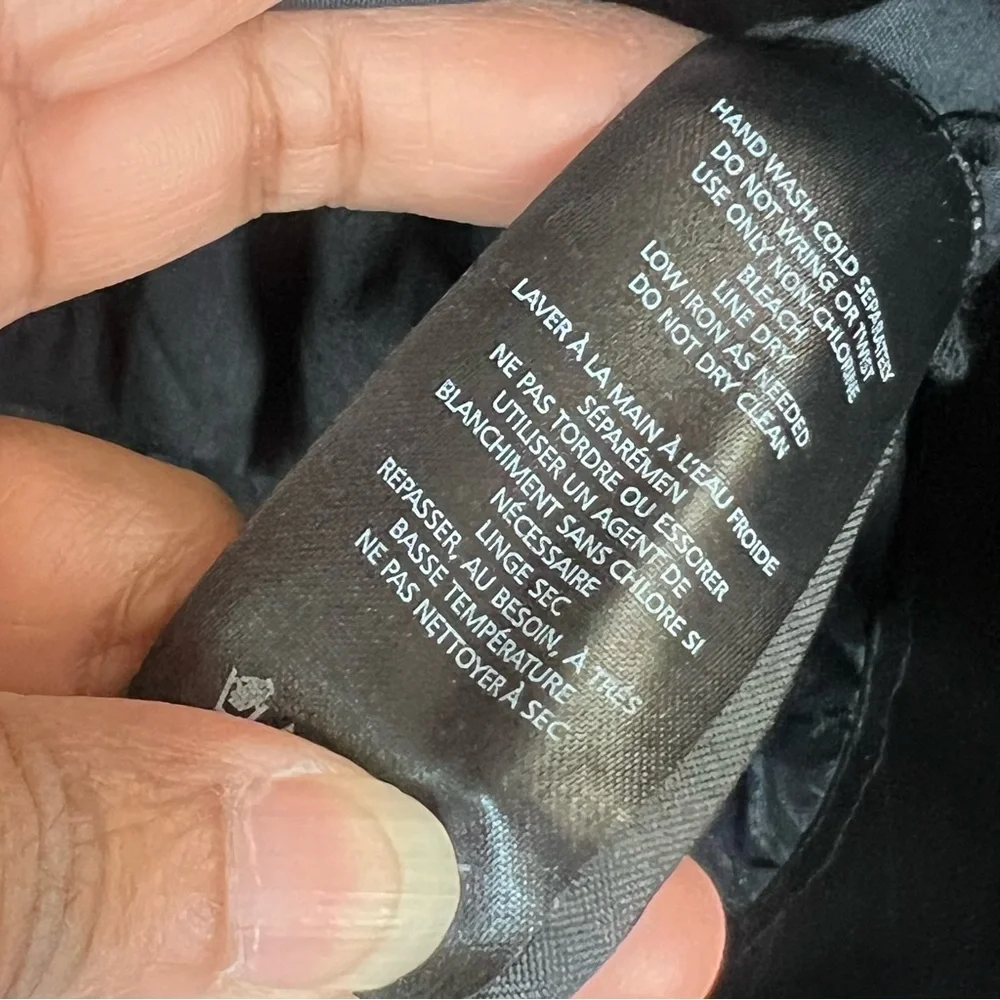 HAND WASH COLD SEPARATELY
DO NOT WRING OR TWIST
USE ONLY NON-CHLORINE
BLEACH
LINE DRY
LOW IRON AS NEEDED
DO NOT DRY CLEAN
LAVER À LA MAIN À L'EAU FROIDE
SÉPARÉMEN
NE PAS TORDRE OU ESSORER
UTILISER UN AGENT DE
BLANCHIMENT SANS CHLORE SI
NÉCESSAIRE
LINGE SEC
RÉPASSER, AU BESOIN, À TRÉS
BASSE TEMPÉRATURE
NE PAS NETTOYER À SEC